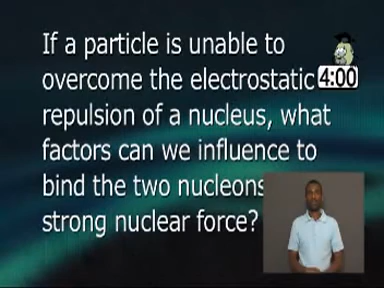 If a particle is unable to
overcome the electrostatic
4:00
repulsion of a nucleus, what
factors can we influence to
bind the two nucleons
strong nuclear force?